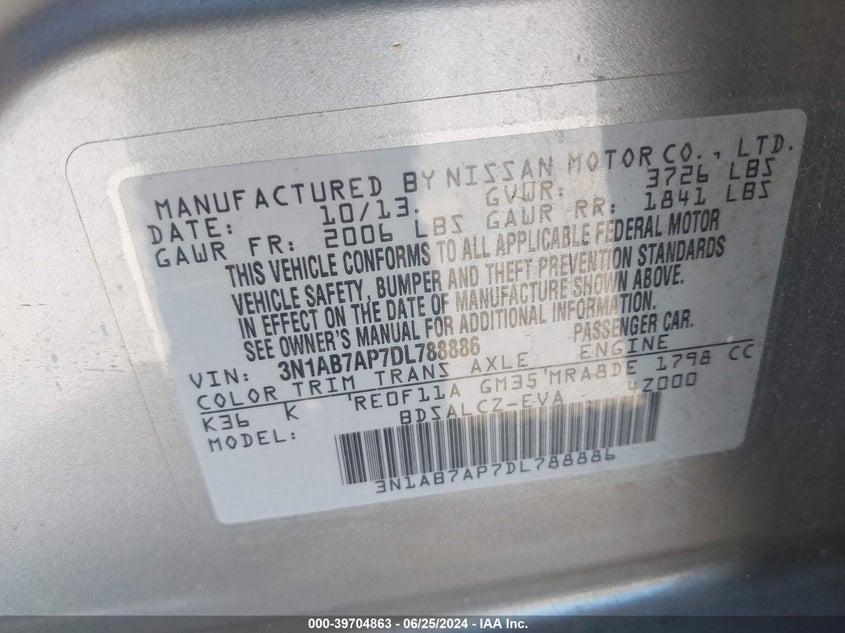 MANUFACTURED BY NISSAN MOTOR CO., LTD.
DATE: 10/13. GVWR: 3726 LBS
GAWR FR: 2006 LBS GAWR RR: 1841 LBS
THIS VEHICLE CONFORMS TO ALL APPLICABLE FEDERAL MOTOR
VEHICLE SAFETY, BUMPER AND THEFT PREVENTION STANDARDS
IN EFFECT ON THE DATE OF MANUFACTURE SHOWN ABOVE.
SEE OWNER'S MANUAL FOR ADDITIONAL INFORMATION.
VIN: 3N1AB7AP7DL788886 PASSENGER CAR.
COLOR TRIM TRANS AXLE ENGINE
K36 K RE0F11A GM35 MRA8DE 1798 CC
MODEL: BDSALCZ-EVA 4Z000
3N1AB7AP7DL788886
000-39704863 - 06/25/2024 - IAA Inc.